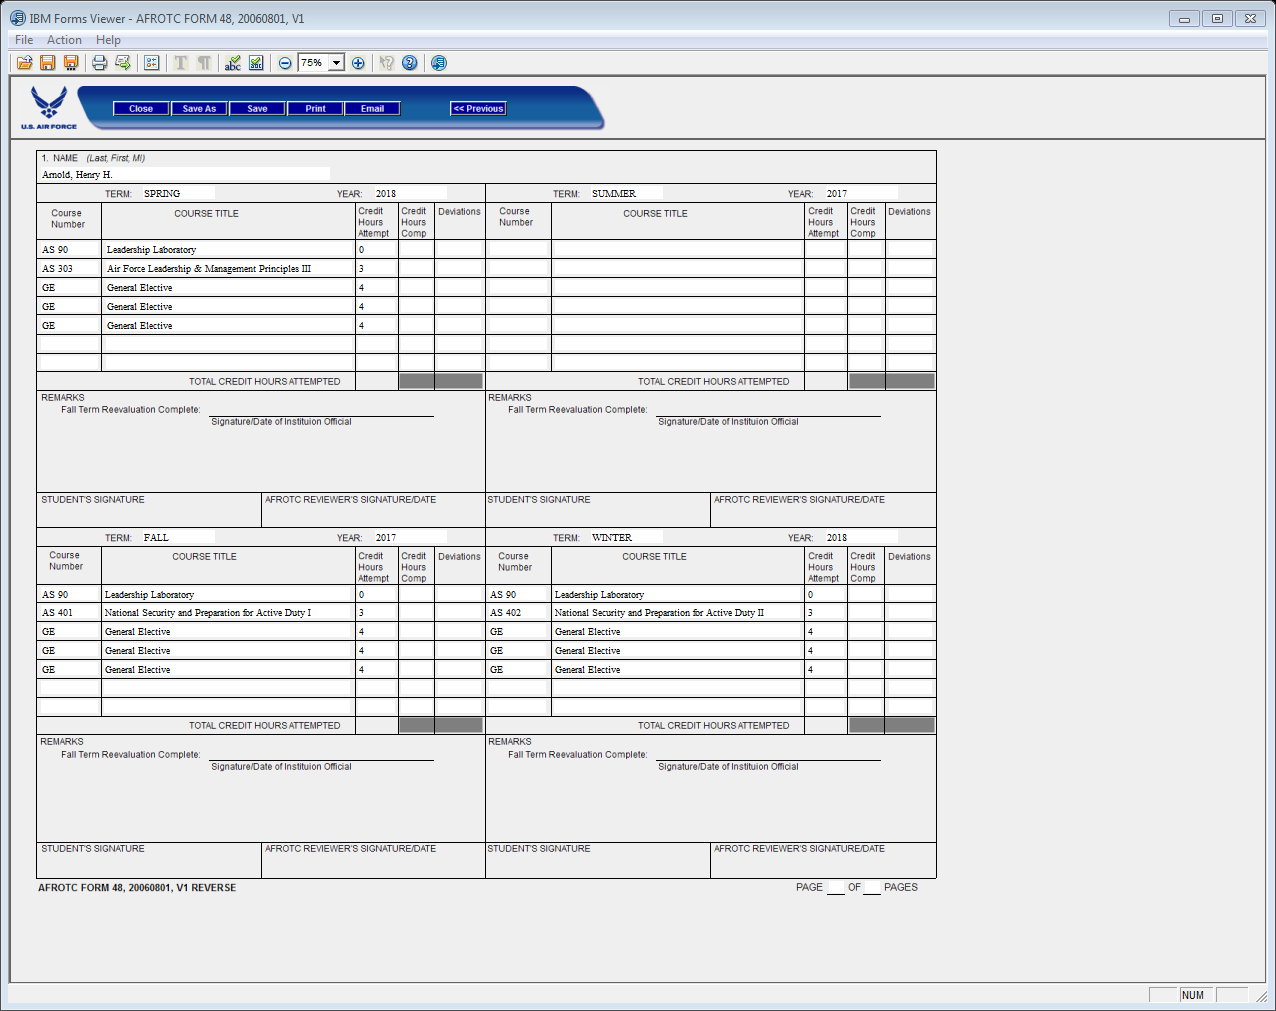 IBM Forms Viewer - AFROTC FORM 48, 20060801, V1
File Action Help
T ¶ abc abc 75%
Close Save As Save Print Email << Previous
U.S. AIR FORCE
1. NAME (Last, First, MI)
Arnold, Henry H.
TERM: SPRING YEAR: 2018 TERM: SUMMER YEAR: 2017
Course Number COURSE TITLE Credit Hours Attempt Credit Hours Comp Deviations Course Number COURSE TITLE Credit Hours Attempt Credit Hours Comp Deviations
AS 90 Leadership Laboratory 0
AS 303 Air Force Leadership & Management Principles III 3
GE General Elective 4
GE General Elective 4
GE General Elective 4
TOTAL CREDIT HOURS ATTEMPTED TOTAL CREDIT HOURS ATTEMPTED
REMARKS REMARKS
Fall Term Reevaluation Complete: Fall Term Reevaluation Complete:
Signature/Date of Instituion Official Signature/Date of Instituion Official
STUDENT'S SIGNATURE AFROTC REVIEWER'S SIGNATURE/DATE STUDENT'S SIGNATURE AFROTC REVIEWER'S SIGNATURE/DATE
TERM: FALL YEAR: 2017 TERM: WINTER YEAR: 2018
Course Number COURSE TITLE Credit Hours Attempt Credit Hours Comp Deviations Course Number COURSE TITLE Credit Hours Attempt Credit Hours Comp Deviations
AS 90 Leadership Laboratory 0 AS 90 Leadership Laboratory 0
AS 401 National Security and Preparation for Active Duty I 3 AS 402 National Security and Preparation for Active Duty II 3
GE General Elective 4 GE General Elective 4
GE General Elective 4 GE General Elective 4
GE General Elective 4 GE General Elective 4
TOTAL CREDIT HOURS ATTEMPTED TOTAL CREDIT HOURS ATTEMPTED
REMARKS REMARKS
Fall Term Reevaluation Complete: Fall Term Reevaluation Complete:
Signature/Date of Instituion Official Signature/Date of Instituion Official
STUDENT'S SIGNATURE AFROTC REVIEWER'S SIGNATURE/DATE STUDENT'S SIGNATURE AFROTC REVIEWER'S SIGNATURE/DATE
AFROTC FORM 48, 20060801, V1 REVERSE PAGE OF PAGES
NUM